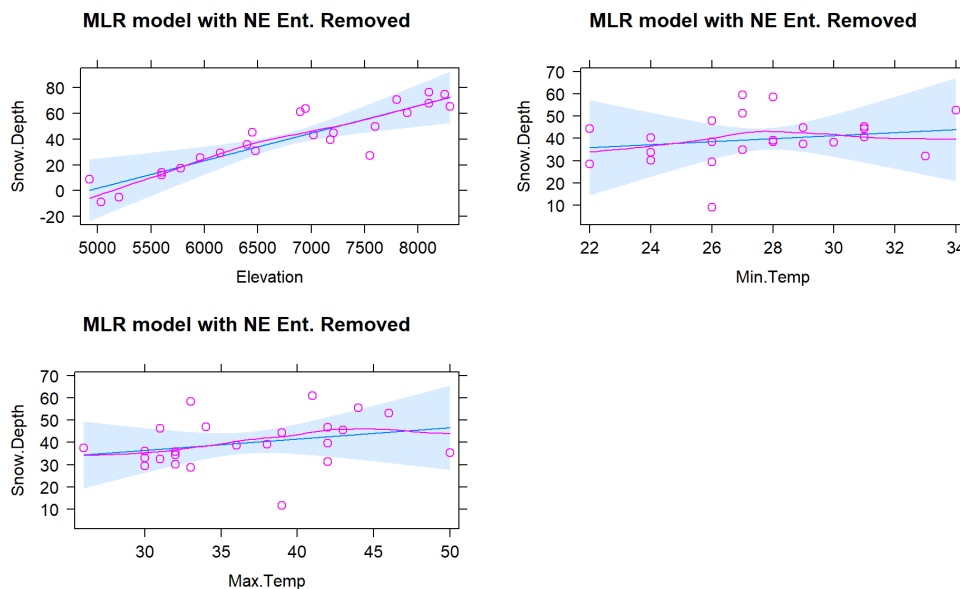 MLR model with NE Ent. Removed
Snow.Depth
80
60
40
20
0
-20
5000 5500 6000 6500 7000 7500 8000
Elevation
MLR model with NE Ent. Removed
Snow.Depth
70
60
50
40
30
20
10
22 24 26 28 30 32 34
Min.Temp
MLR model with NE Ent. Removed
Snow.Depth
70
60
50
40
30
20
10
30 35 40 45 50
Max.Temp